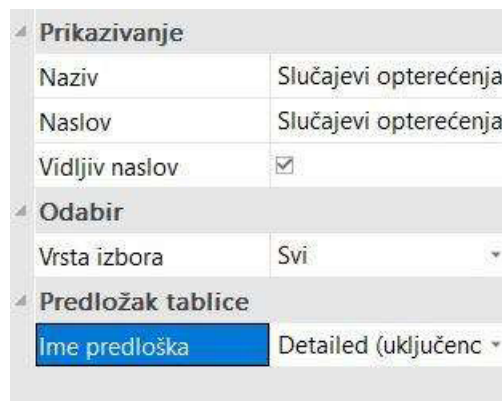 Prikazivanje
Naziv Slučajevi opterećenja
Naslov Slučajevi opterećenja
Vidljiv naslov
Odabir
Vrsta izbora Svi
Predložak tablice
Ime predloška Detailed (uključenc